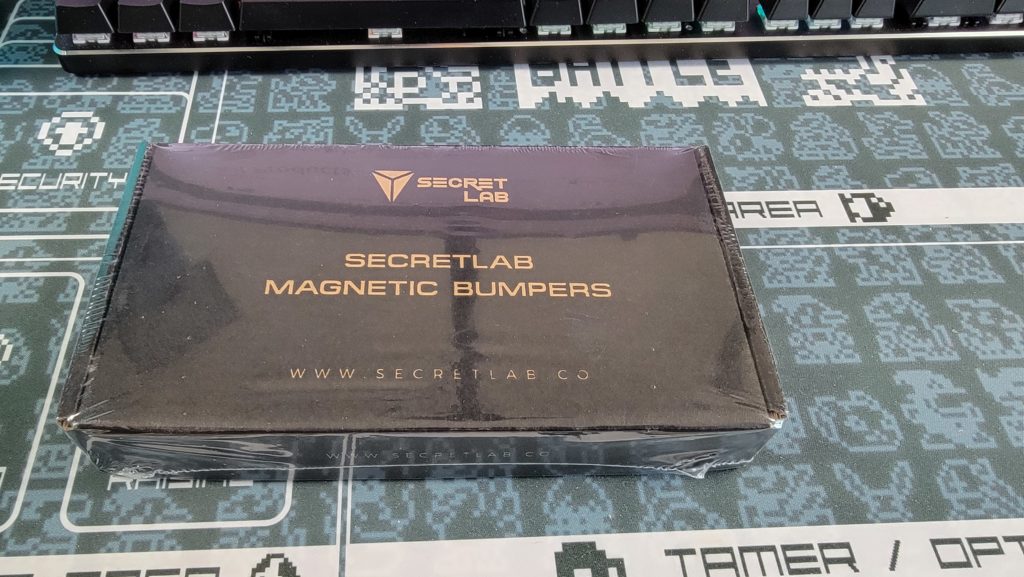 SECURITY
SECRET
LAB
AREA
SECRETLAB
MAGNETIC BUMPERS
WWW.SECRETLAB.CO
WWW.SECRETLAB.CO
TAMER / OPT